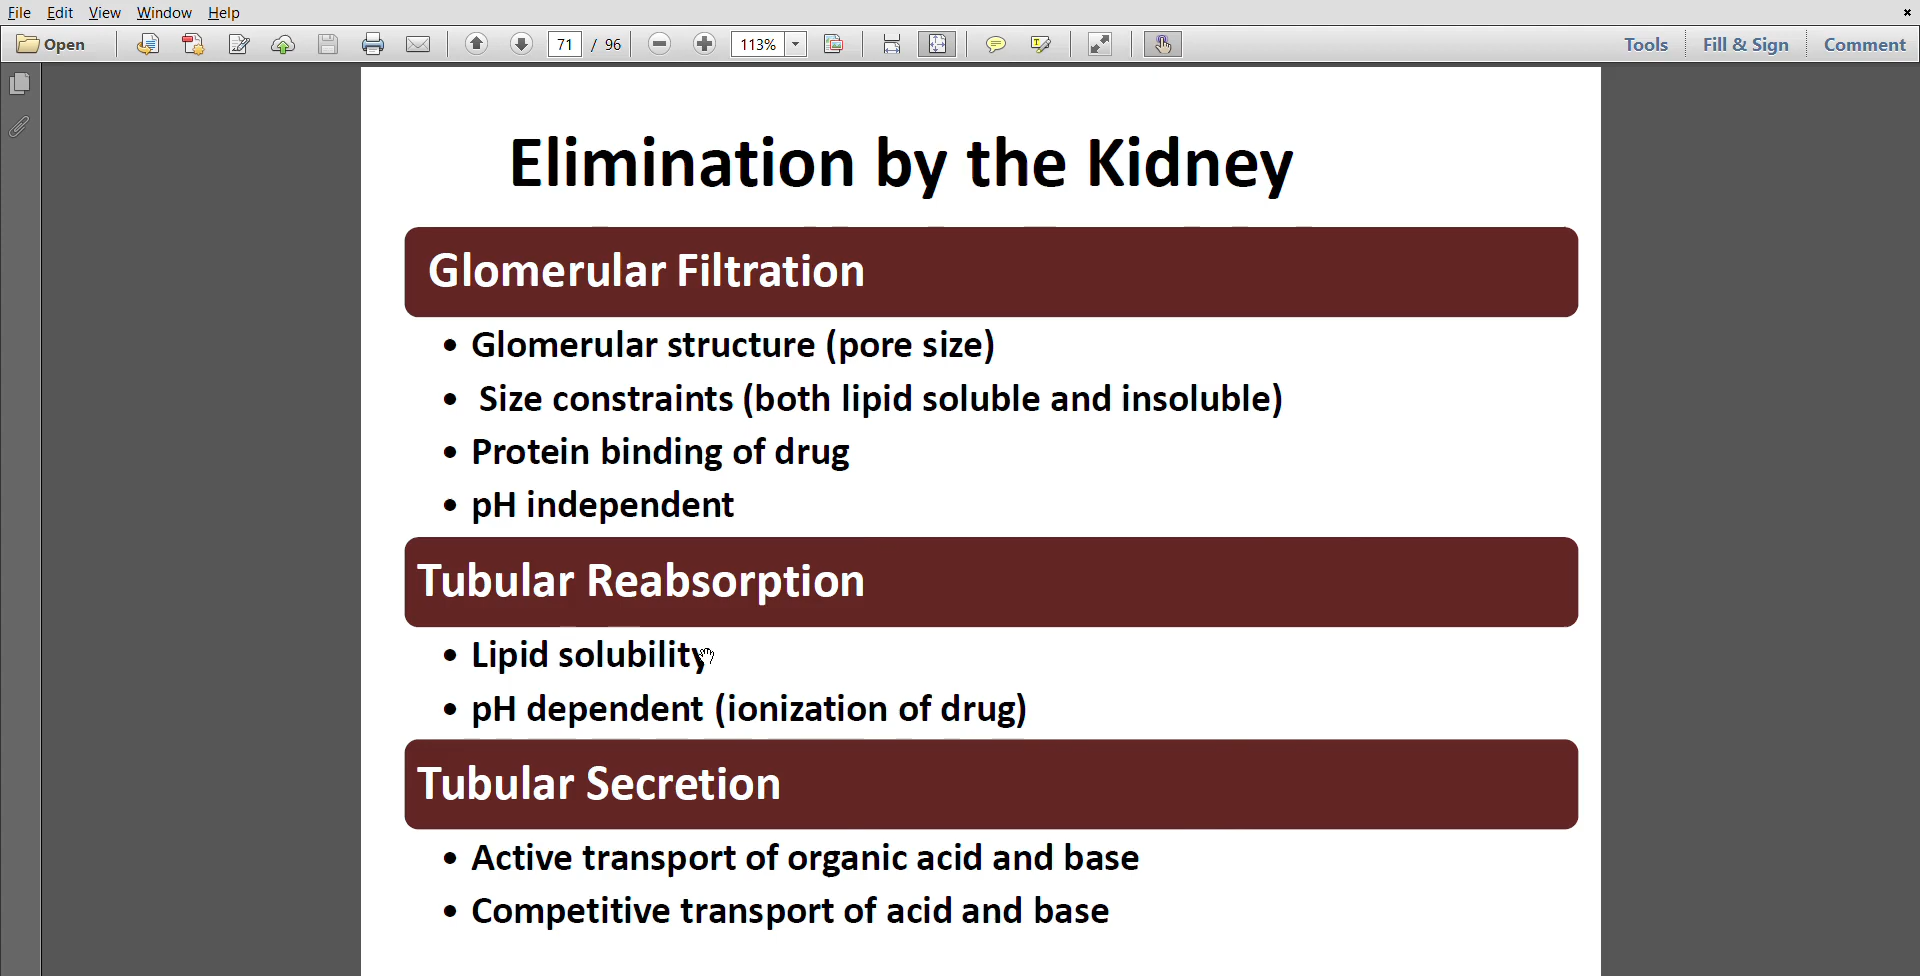 File Edit View Window Help
Open 71 / 96 113% Tools Fill & Sign Comment
Elimination by the Kidney
Glomerular Filtration
• Glomerular structure (pore size)
• Size constraints (both lipid soluble and insoluble)
• Protein binding of drug
• pH independent
Tubular Reabsorption
• Lipid solubility
• pH dependent (ionization of drug)
Tubular Secretion
• Active transport of organic acid and base
• Competitive transport of acid and base